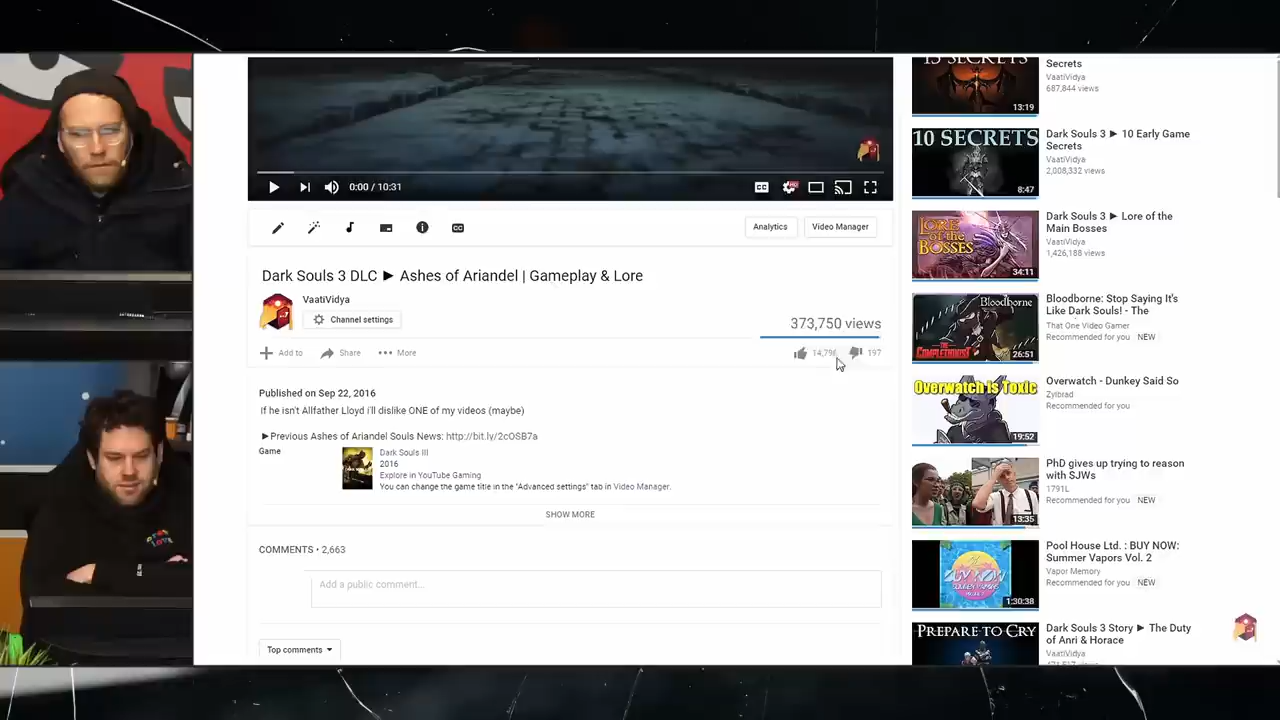 15 SECRETS
13:19
Secrets
VaatiVidya
687,844 views
10 SECRETS
8:47
Dark Souls 3 ► 10 Early Game
Secrets
VaatiVidya
2,008,332 views
LORE
of the
BOSSES
34:11
Dark Souls 3 ► Lore of the
Main Bosses
VaatiVidya
1,426,188 views
Bloodborne
THE
COMPLETIONIST
26:51
Bloodborne: Stop Saying It's
Like Dark Souls! - The
That One Video Gamer
Recommended for you NEW
Overwatch is Toxic
19:52
Overwatch - Dunkey Said So
Zylbrad
Recommended for you
13:35
PhD gives up trying to reason
with SJWs
1791L
Recommended for you NEW
1:30:38
Pool House Ltd. : BUY NOW:
Summer Vapors Vol. 2
Vapor Memory
Recommended for you NEW
PREPARE TO CRY
Dark Souls 3 Story ► The Duty
of Anri & Horace
VaatiVidya
0:00 / 10:31
CC
HD
Analytics
Video Manager
Dark Souls 3 DLC ► Ashes of Ariandel | Gameplay & Lore
VaatiVidya
Channel settings
373,750 views
Add to Share More
197
Published on Sep 22, 2016
If he isn't Allfather Lloyd i'll dislike ONE of my videos (maybe)
►Previous Ashes of Ariandel Souls News: http://bit.ly/2cOSB7a
Game
Dark Souls III
2016
Explore in YouTube Gaming
You can change the game title in the "Advanced settings" tab in Video Manager.
SHOW MORE
COMMENTS • 2,663
Add a public comment...
Top comments